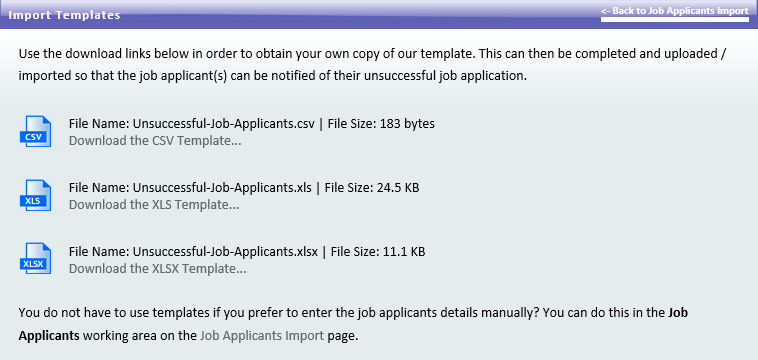 Import Templates
<- Back to Job Applicants Import
Use the download links below in order to obtain your own copy of our template. This can then be completed and uploaded /
imported so that the job applicant(s) can be notified of their unsuccessful job application.
CSV
File Name: Unsuccessful-Job-Applicants.csv | File Size: 183 bytes
Download the CSV Template...
XLS
File Name: Unsuccessful-Job-Applicants.xls | File Size: 24.5 KB
Download the XLS Template...
XLSX
File Name: Unsuccessful-Job-Applicants.xlsx | File Size: 11.1 KB
Download the XLSX Template...
You do not have to use templates if you prefer to enter the job applicants details manually? You can do this in the Job
Applicants working area on the Job Applicants Import page.